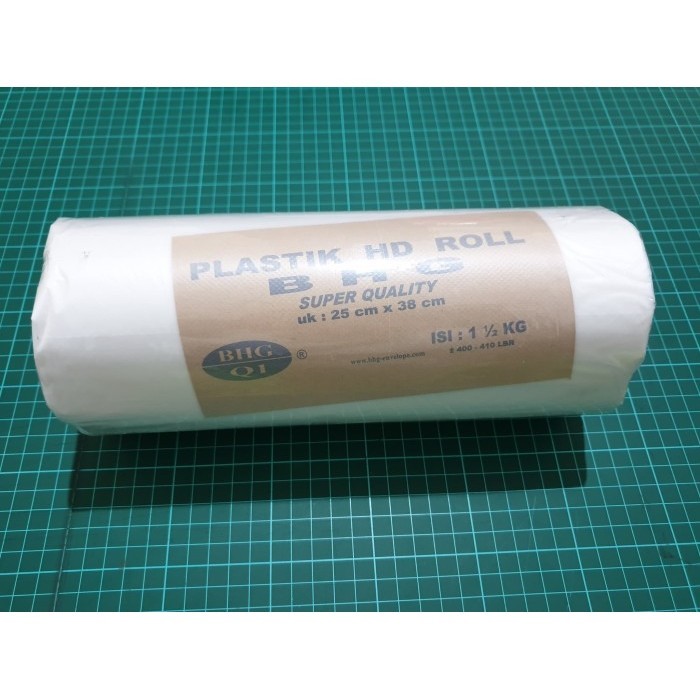 PLASTIK HD ROLL
BHG
SUPER QUALITY
uk : 25 cm x 38 cm
ISI : 1 ½ KG
± 400 - 410 LBR
BHG
QI
®